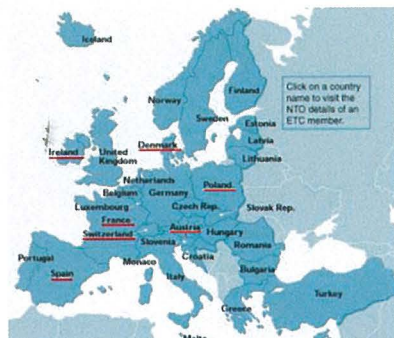 Iceland
Norway
Finland
Sweden
Click on a country
name to visit the
NTO details of an
ETC member.
Estonia
Latvia
Lithuania
Denmark
Ireland
United
Kingdom
Netherlands
Belgium
Germany
Poland
Luxembourg
Czech Rep.
Slovak Rep.
France
Switzerland
Austria
Hungary
Slovenia
Romania
Croatia
Portugal
Monaco
Spain
Italy
Bulgaria
Turkey
Greece
Malta